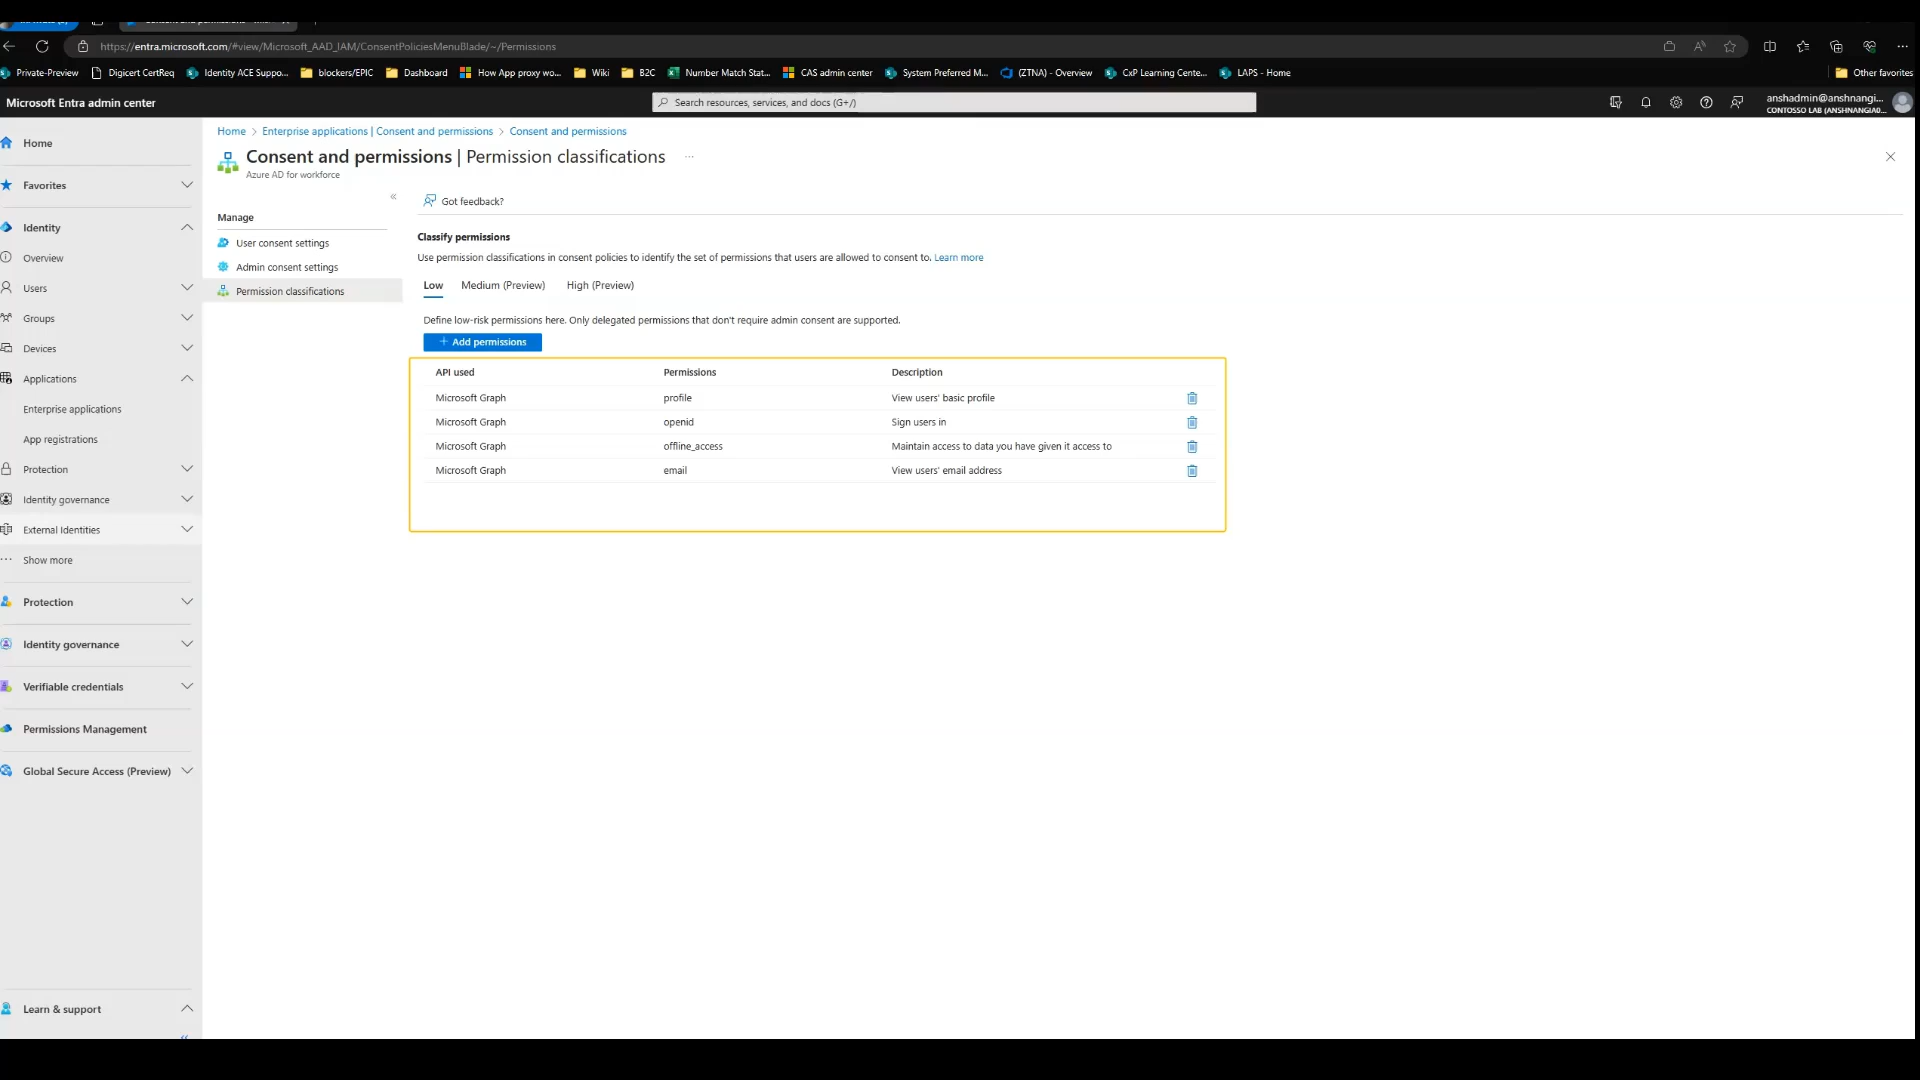 https://entra.microsoft.com/#view/Microsoft_AAD_IAM/ConsentPoliciesMenuBlade/~/Permissions
Private-Preview
Digicert CertReq
Identity ACE Suppo...
blockers/EPIC
Dashboard
How App proxy wo...
Wiki
B2C
Number Match Stat...
CAS admin center
System Preferred M...
(ZTNA) - Overview
CxP Learning Cente...
LAPS - Home
Other favorites
Microsoft Entra admin center
Search resources, services, and docs (G+/)
anshadmin@anshnangi...
CONTOSSO LAB (ANSHNANGIA0...
Home
Favorites
Identity
Overview
Users
Groups
Devices
Applications
Enterprise applications
App registrations
Protection
Identity governance
External Identities
Show more
Protection
Identity governance
Verifiable credentials
Permissions Management
Global Secure Access (Preview)
Learn & support
Home > Enterprise applications | Consent and permissions > Consent and permissions
Consent and permissions | Permission classifications ...
Azure AD for workforce
Manage
User consent settings
Admin consent settings
Permission classifications
Got feedback?
Classify permissions
Use permission classifications in consent policies to identify the set of permissions that users are allowed to consent to. Learn more
Low Medium (Preview) High (Preview)
Define low-risk permissions here. Only delegated permissions that don't require admin consent are supported.
+ Add permissions
API used Permissions Description
Microsoft Graph profile View users' basic profile
Microsoft Graph openid Sign users in
Microsoft Graph offline_access Maintain access to data you have given it access to
Microsoft Graph email View users' email address